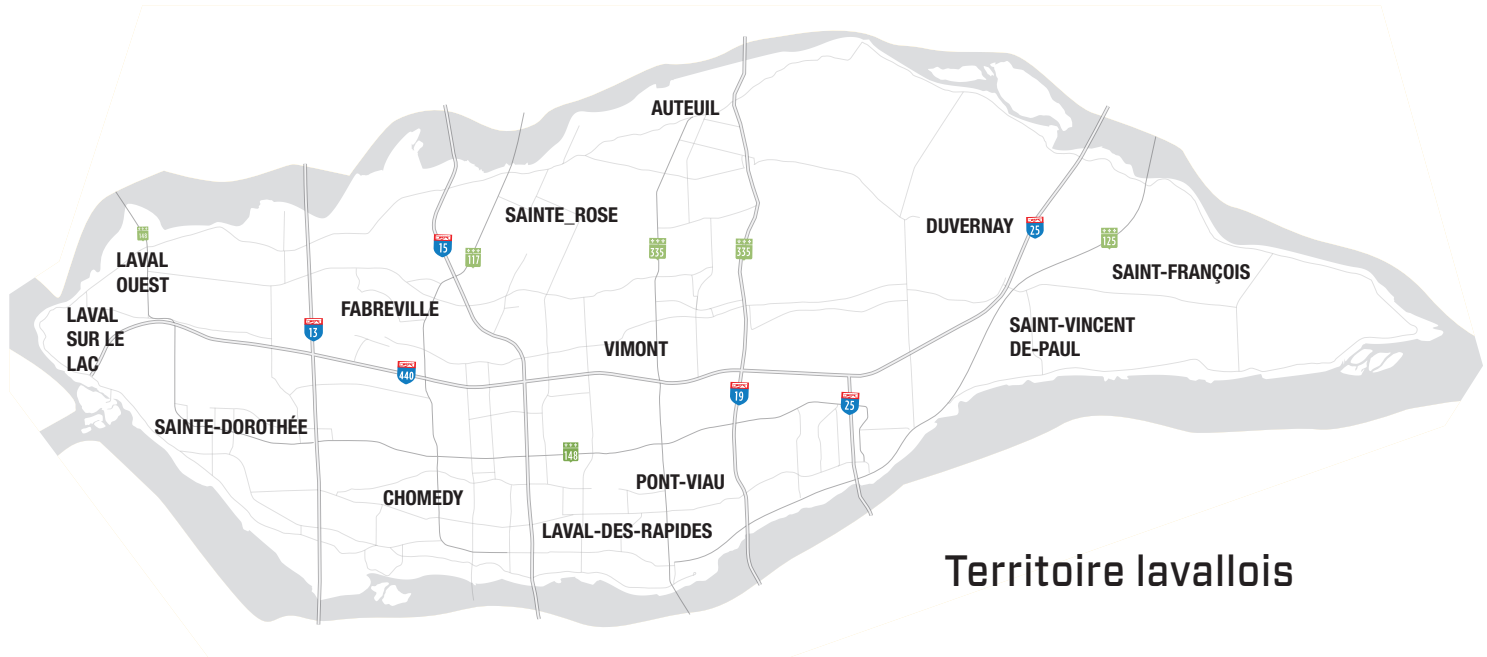 AUTEUIL
SAINTE_ROSE
DUVERNAY
25
15
117
335
335
125
LAVAL
OUEST
SAINT-FRANÇOIS
FABREVILLE
LAVAL
SUR LE
LAC
13
SAINT-VINCENT
DE-PAUL
VIMONT
440
19
25
SAINTE-DOROTHÉE
148
PONT-VIAU
CHOMEDY
LAVAL-DES-RAPIDES
Territoire lavallois